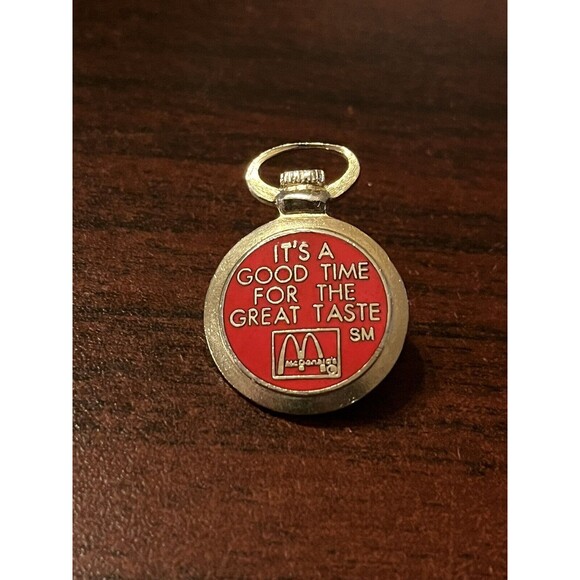 IT'S A
GOOD TIME
FOR THE
GREAT TASTE
SM
McDonald's